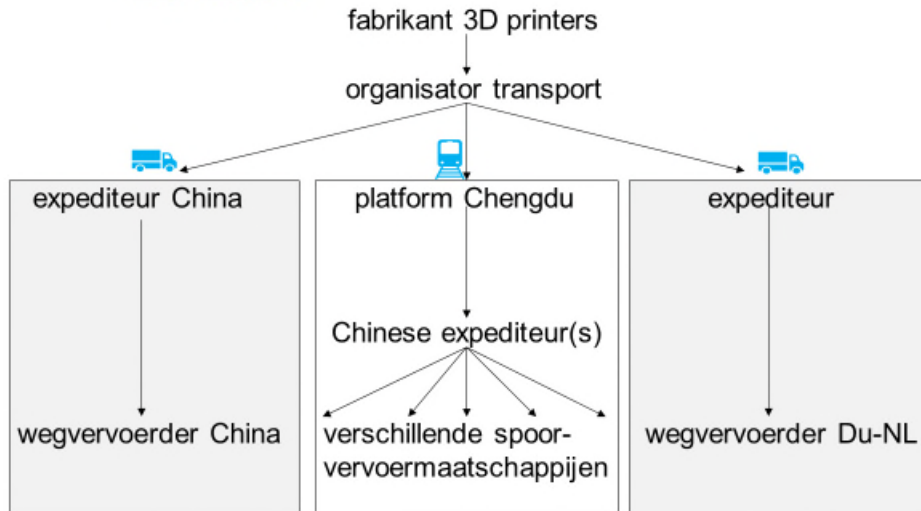 fabrikant 3D printers
organisator transport
expediteur China
platform Chengdu
expediteur
Chinese expediteur(s)
wegvervoerder China
verschillende spoor-
vervoermaatschappijen
wegvervoerder Du-NL